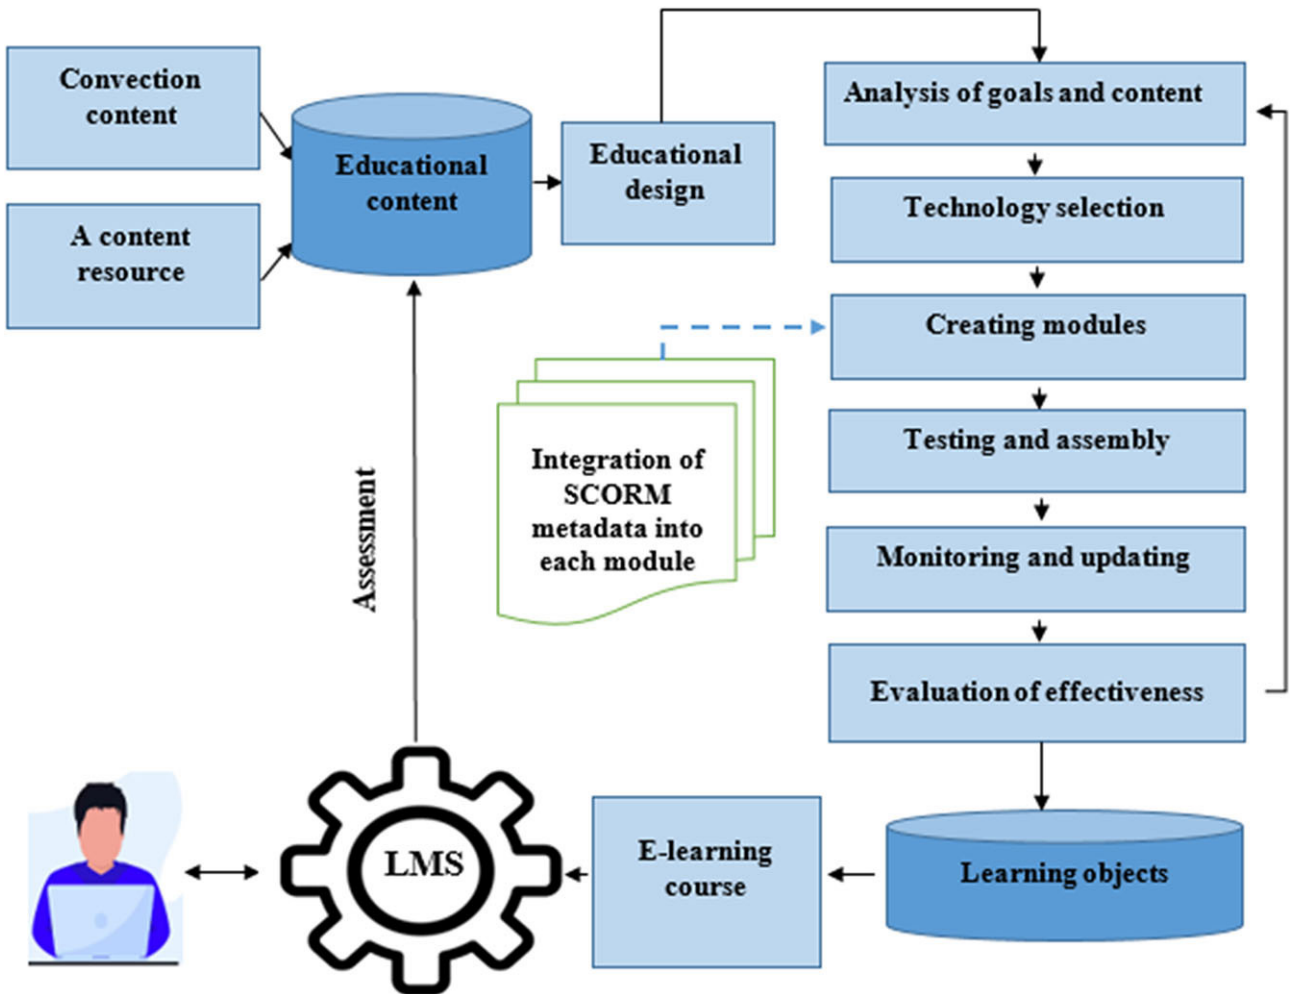 Convection
content
A content
resource
Educational
content
Educational
design
Analysis of goals and content
Technology selection
Creating modules
Testing and assembly
Monitoring and updating
Evaluation of effectiveness
Integration of
SCORM
metadada into
each module
Assessment
LMS
E-learning
course
Learning objects